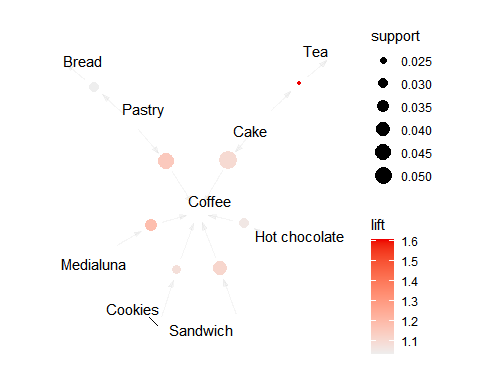 Tea
Bread
Pastry
Cake
Coffee
Hot chocolate
Medialuna
Cookies
Sandwich
support
0.025
0.030
0.035
0.040
0.045
0.050
lift
1.6
1.5
1.4
1.3
1.2
1.1